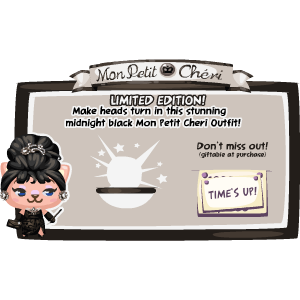 Mon Petit Chéri
LIMITED EDITION!
Make heads turn in this stunning
midnight black Mon Petit Cheri Outfit!
Don't miss out!
(giftable at purchase)
TIME'S UP!